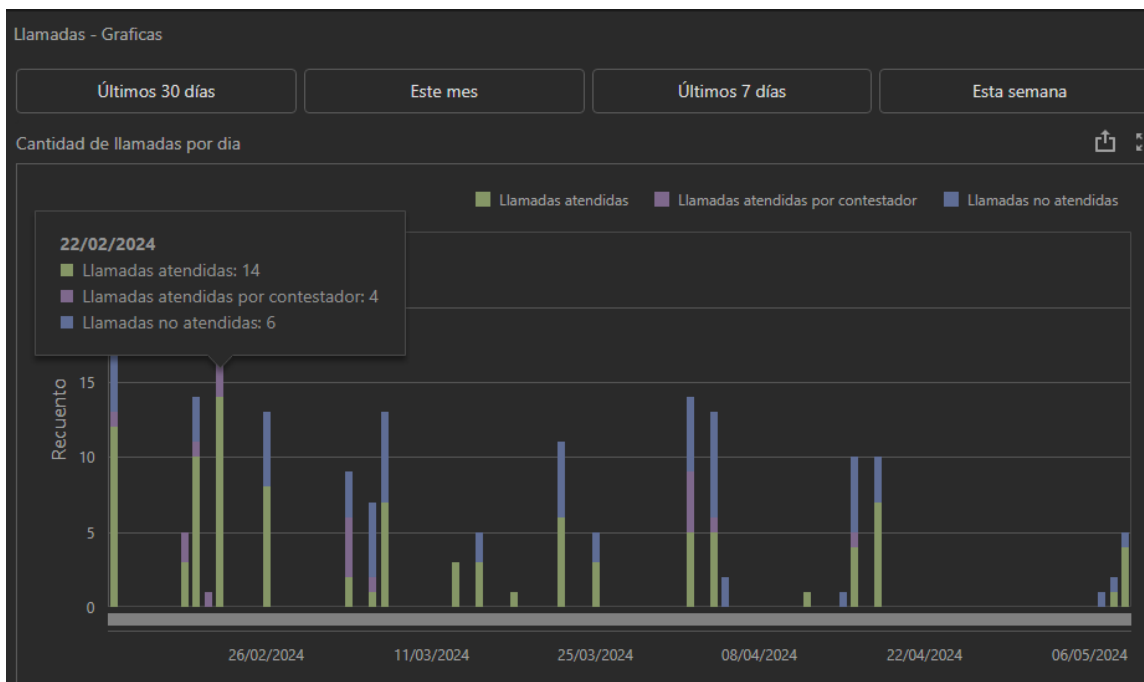 Llamadas - Graficas
Últimos 30 días
Este mes
Últimos 7 días
Esta semana
Cantidad de llamadas por dia
Llamadas atendidas
Llamadas atendidas por contestador
Llamadas no atendidas
22/02/2024
Llamadas atendidas: 14
Llamadas atendidas por contestador: 4
Llamadas no atendidas: 6
Recuento
15
10
5
0
26/02/2024
11/03/2024
25/03/2024
08/04/2024
22/04/2024
06/05/2024